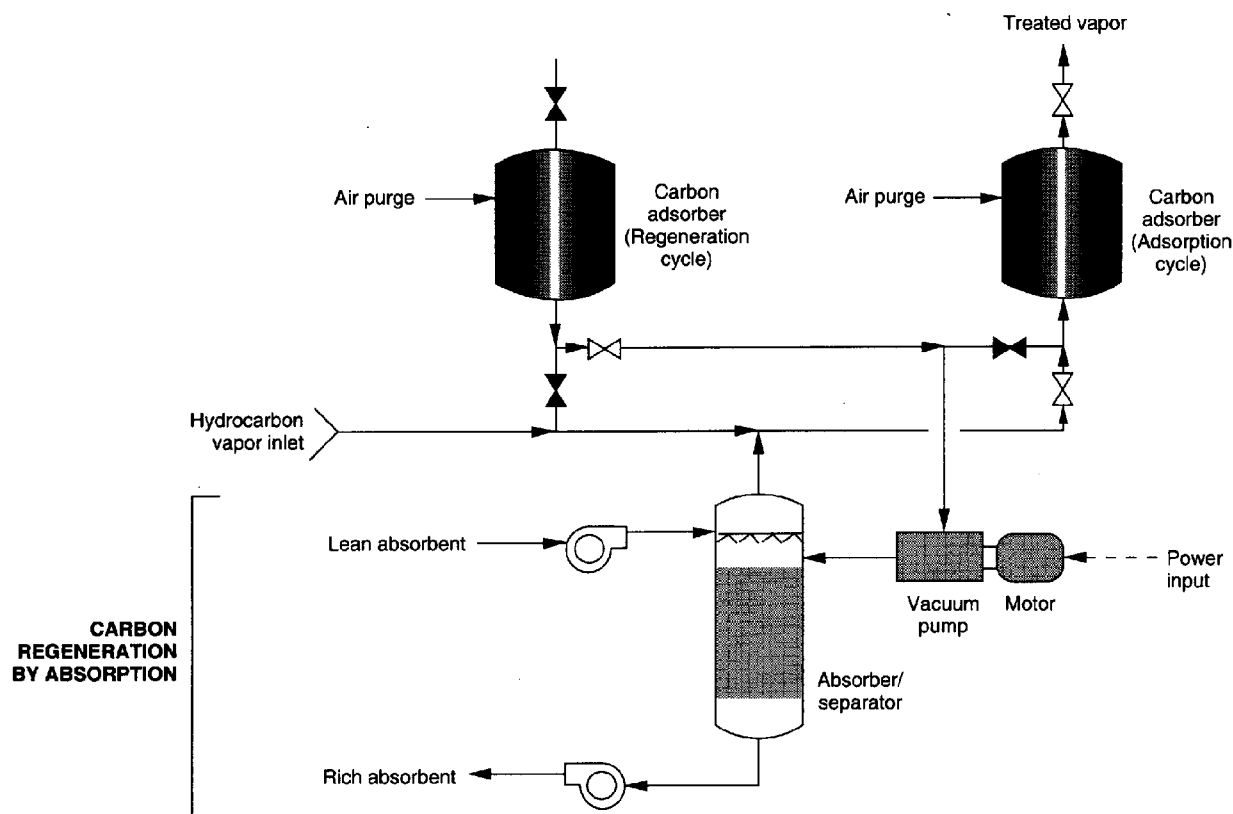 Treated vapor
Air purge
Carbon
adsorber
(Regeneration
cycle)
Air purge
Carbon
adsorber
(Adsorption
cycle)
Hydrocarbon
vapor inlet
Lean absorbent
Power
input
Vacuum
pump
Motor
CARBON
REGENERATION
BY ABSORPTION
Absorber/
separator
Rich absorbent